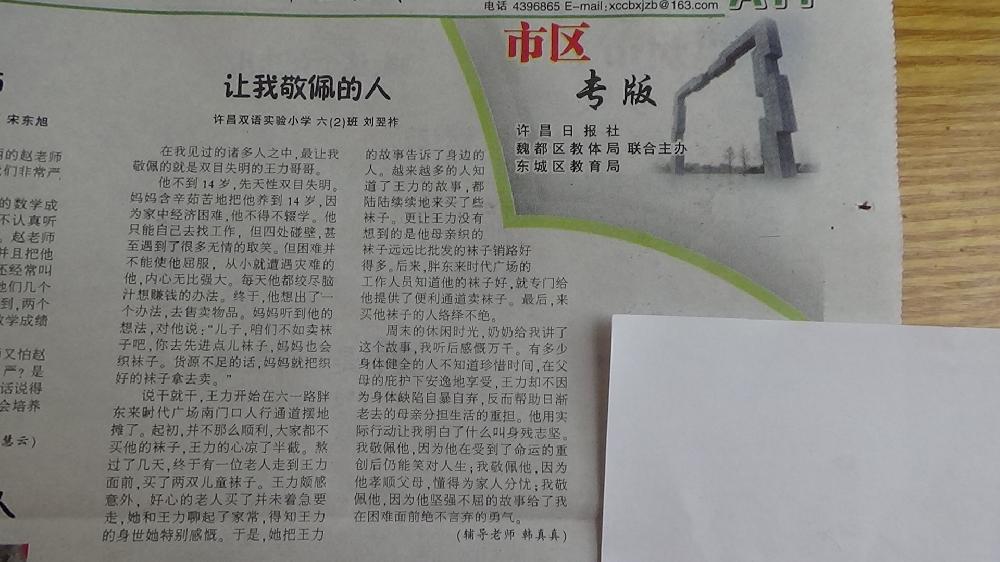 电话 4396865 E-mail:xccbxjzb@163.com
市区
专版
许昌日报社
魏都区教体局 联合主办
东城区教育局
宋东旭
的赵老师
们非常严
的数学成
不认真听
赵老师
并且把他
还经常叫
他们几个
到,两个
数学成绩
又怕赵
严?是
话说得
会培养
慧云)
让我敬佩的人
许昌双语实验小学 六(2)班 刘翌祚
在我见过的诸多人之中,最让我
敬佩的就是双目失明的王力哥哥。
他不到 14 岁,先天性双目失明。
妈妈含辛茹苦地把他养到 14 岁,因
为家中经济困难,他不得不辍学。他
只能自己去找工作,但四处碰壁,甚
至遇到了很多无情的取笑。但困难并
不能使他屈服,从小就遭遇灾难的
他,内心无比强大。每天他都绞尽脑
汁想赚钱的办法。终于,他想出了一
个办法,去售卖物品。妈妈听到他的
想法,对他说:“儿子,咱们不如卖袜
子吧,你去先进点儿袜子,妈妈也会
织袜子。货源不足的话,妈妈就把织
好的袜子拿去卖。”
说干就干,王力开始在六一路胖
东来时代广场南门口人行通道摆地
摊了。起初,并不那么顺利,大家都不
买他的袜子,王力的心凉了半截。熬
过了几天,终于有一位老人走到王力
面前,买了两双儿童袜子。王力颇感
意外,好心的老人买了并未着急要
走,她和王力聊起了家常,得知王力
的身世她特别感慨。于是,她把王力
的故事告诉了身边的
人。越来越多的人知
道了王力的故事,都
陆陆续续地来买了些
袜子。更让王力没有
想到的是他母亲织的
袜子远远比批发的袜子销路好
得多。后来,胖东来时代广场的
工作人员知道他的袜子好,就专门给
他提供了便利通道卖袜子。最后,来
买他袜子的人络绎不绝。
周末的休闲时光,奶奶给我讲了
这个故事,我听后感慨万千。有多少
身体健全的人不知道珍惜时间,在父
母的庇护下安逸地享受,王力却不因
为身体缺陷自暴自弃,反而帮助日渐
老去的母亲分担生活的重担。他用实
际行动让我明白了什么叫身残志坚。
我敬佩他,因为他在受到了命运的重
创后仍能笑对人生;我敬佩他,因为
他孝顺父母,懂得为家人分忧;我敬
佩他,因为他坚强不屈的故事给了我
在困难面前绝不言弃的勇气。
(辅导老师 韩真真)